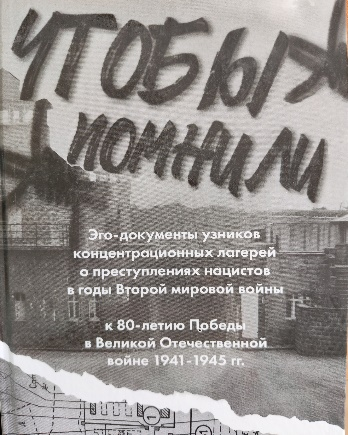 ЧТОБЫ
ПОМНИЛИ
Эго-документы узников
концентрационных лагерей
о преступлениях нацистов
в годы Второй мировой войны
к 80-летию Победы
в Великой Отечественной
войне 1941-1945 гг.